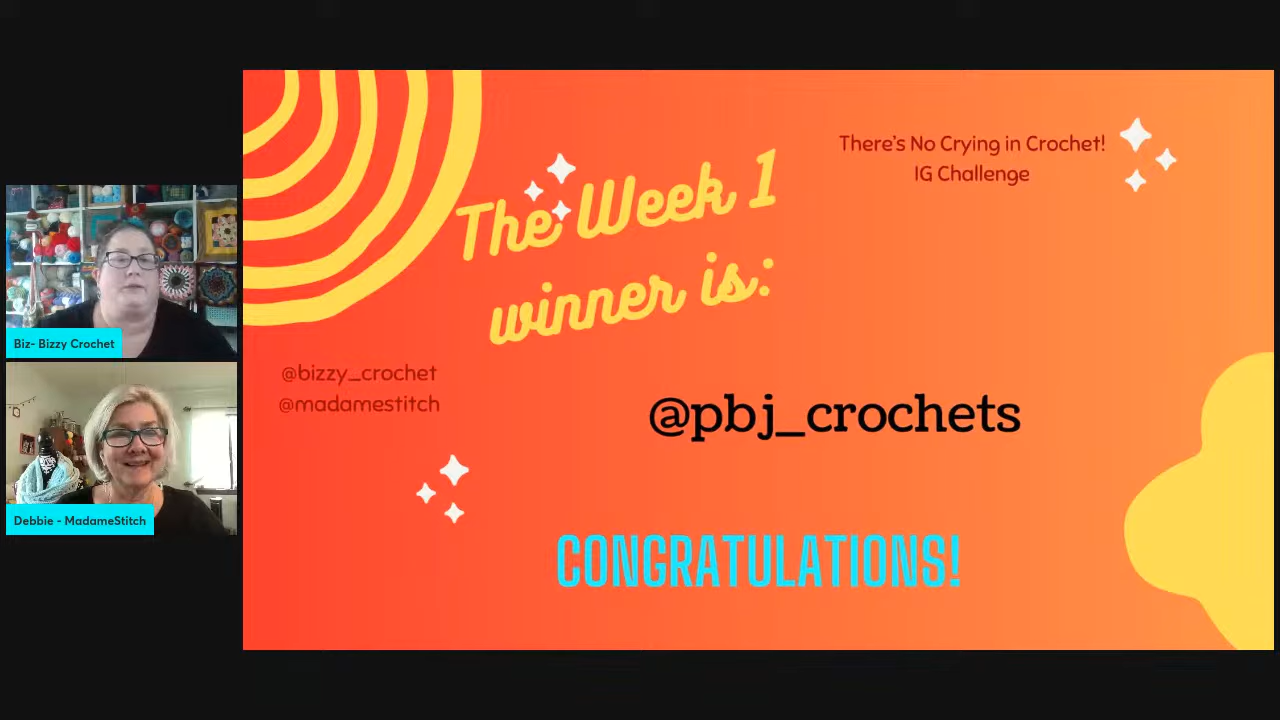 There's No Crying in Crochet!
IG Challenge
The Week 1
winner is:
Biz- Bizzy Crochet
@bizzy_crochet
@madamestitch
@pbj_crochets
Debbie - MadameStitch
CONGRATULATIONS!